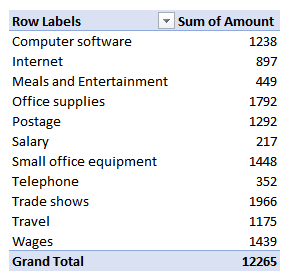 Row Labels Sum of Amount
Computer software 1238
Internet 897
Meals and Entertainment 449
Office supplies 1792
Postage 1292
Salary 217
Small office equipment 1448
Telephone 352
Trade shows 1966
Travel 1175
Wages 1439
Grand Total 12265